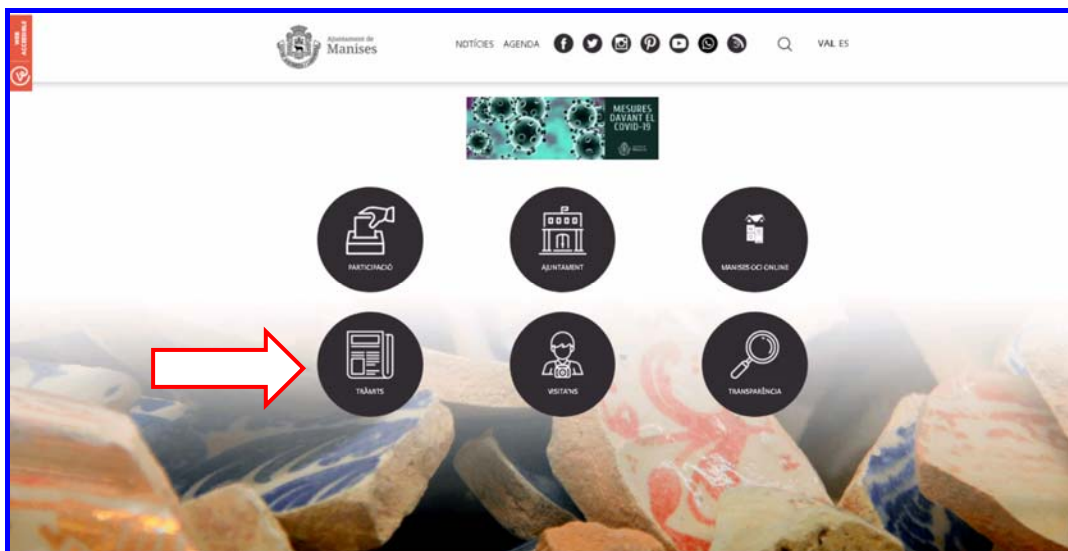 WEB
ACCESSIBLE
Ajuntament de
Manises
NOTÍCIES AGENDA
VAL ES
MESURES
DAVANT EL
COVID-19
PARTICIPACIÓ
AJUNTAMENT
MANISES OCI ONLINE
TRÀMITS
VISITA'NS
TRANSPARÈNCIA